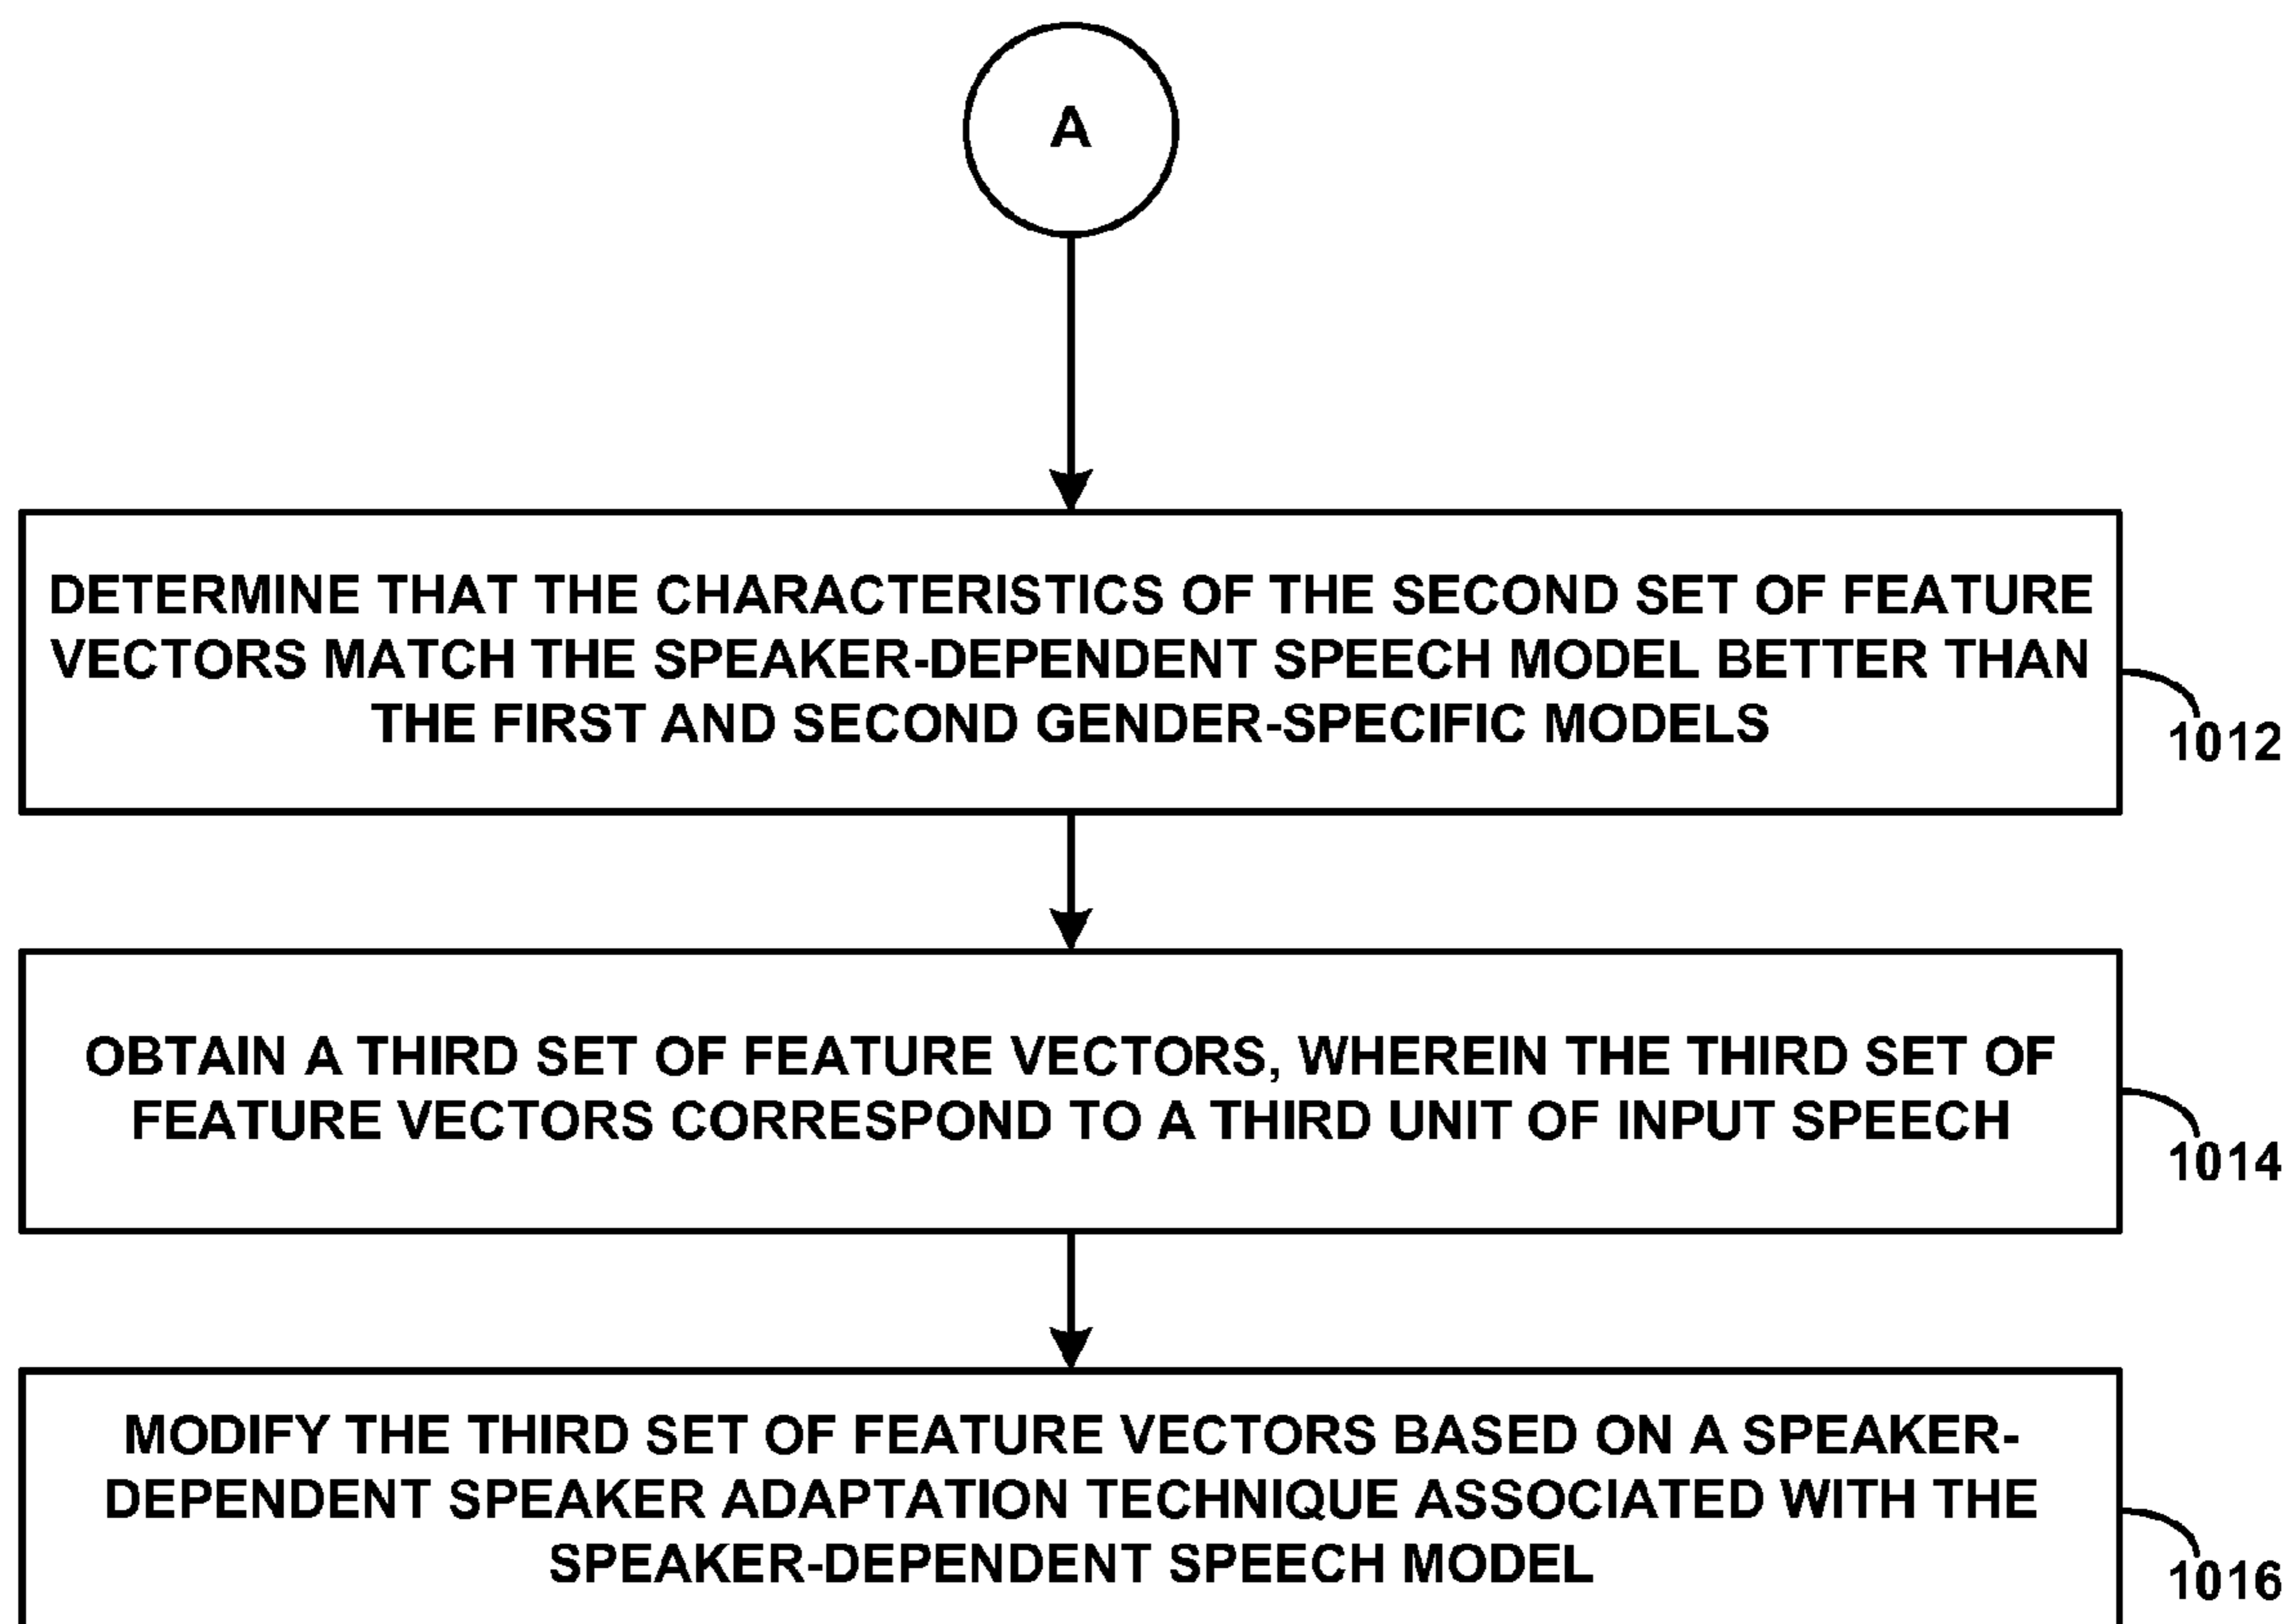 A
DETERMINE THAT THE CHARACTERISTICS OF THE SECOND SET OF FEATURE
VECTORS MATCH THE SPEAKER-DEPENDENT SPEECH MODEL BETTER THAN
THE FIRST AND SECOND GENDER-SPECIFIC MODELS
1012
OBTAIN A THIRD SET OF FEATURE VECTORS, WHEREIN THE THIRD SET OF
FEATURE VECTORS CORRESPOND TO A THIRD UNIT OF INPUT SPEECH
1014
MODIFY THE THIRD SET OF FEATURE VECTORS BASED ON A SPEAKER-
DEPENDENT SPEAKER ADAPTATION TECHNIQUE ASSOCIATED WITH THE
SPEAKER-DEPENDENT SPEECH MODEL
1016